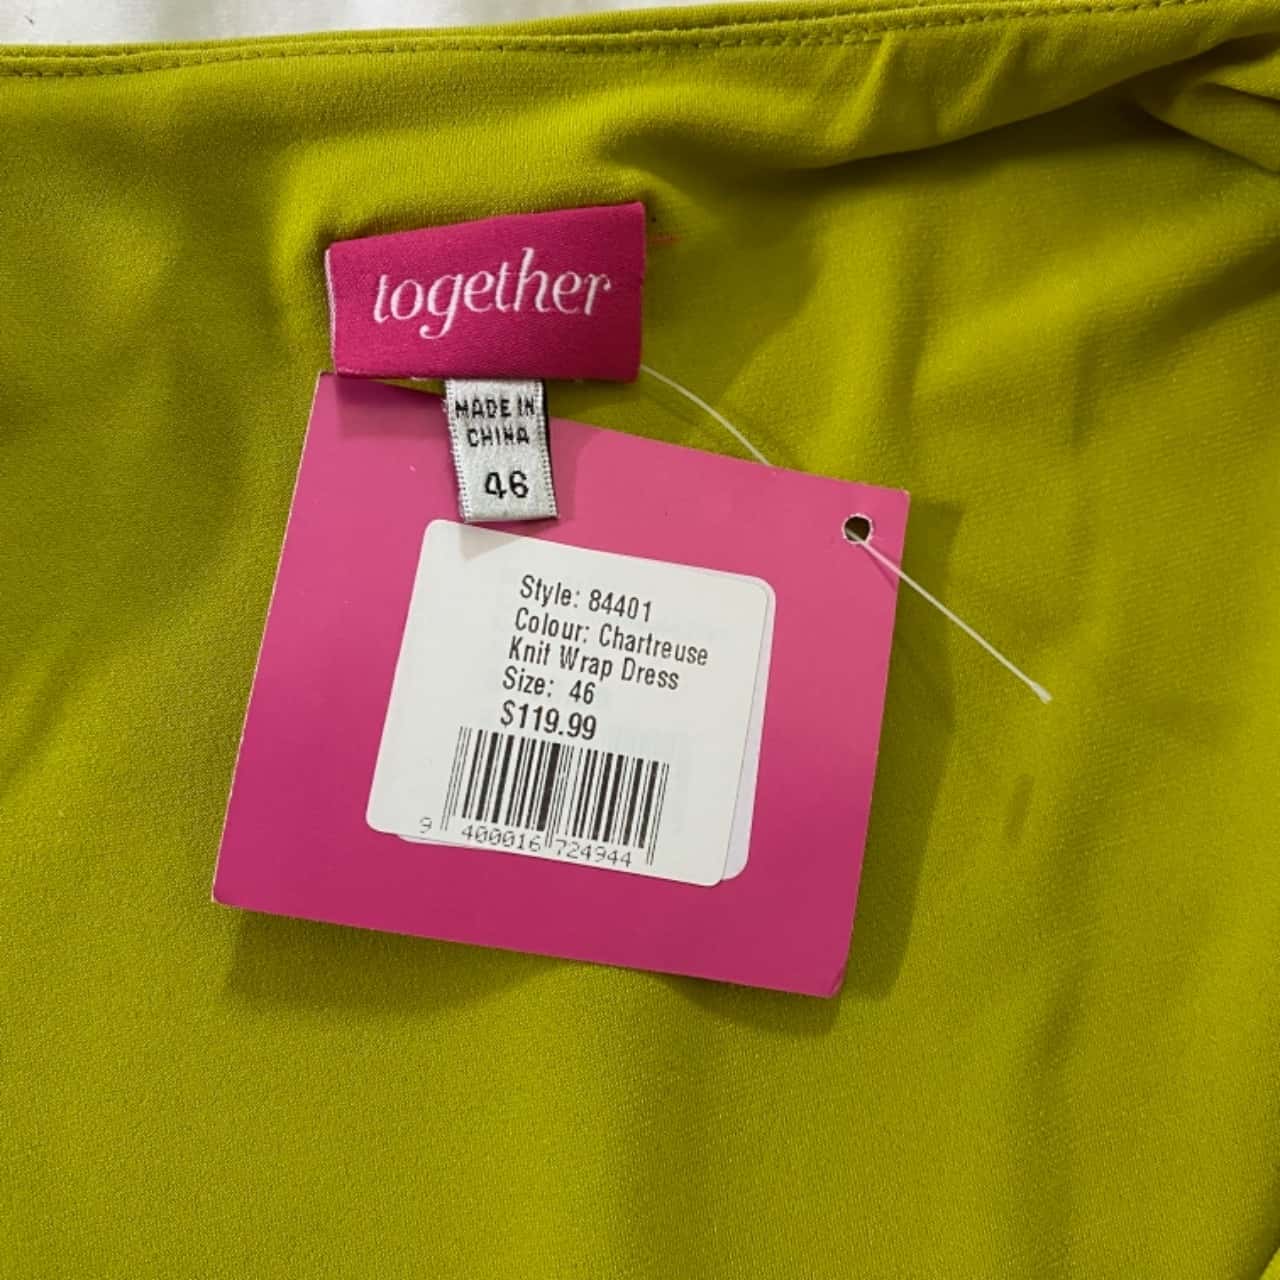 together
MADE IN
CHINA
46
Style: 84401
Colour: Chartreuse
Knit Wrap Dress
Size: 46
$119.99
9 400016 724944